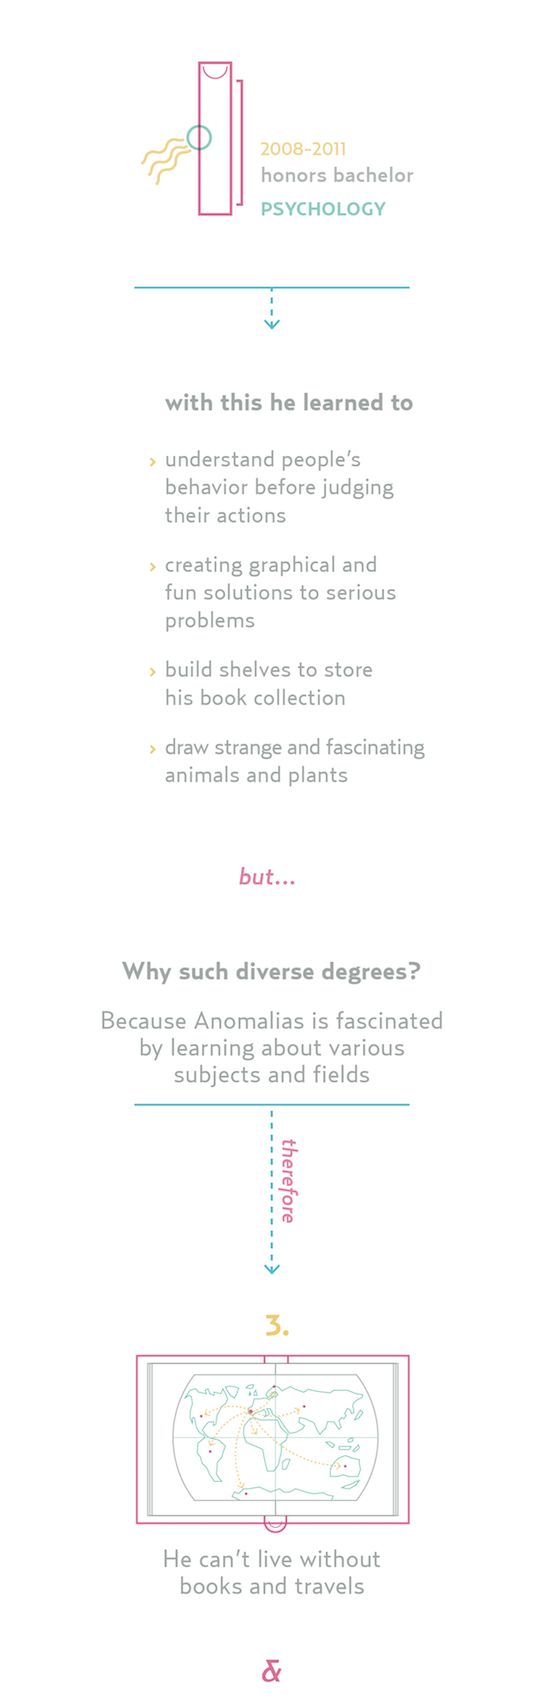 2008-2011
honors bachelor
PSYCHOLOGY
with this he learned to
› understand people's
behavior before judging
their actions
› creating graphical and
fun solutions to serious
problems
› build shelves to store
his book collection
› draw strange and fascinating
animals and plants
but...
Why such diverse degrees?
Because Anomalias is fascinated
by learning about various
subjects and fields
therefore
3.
He can't live without
books and travels
&